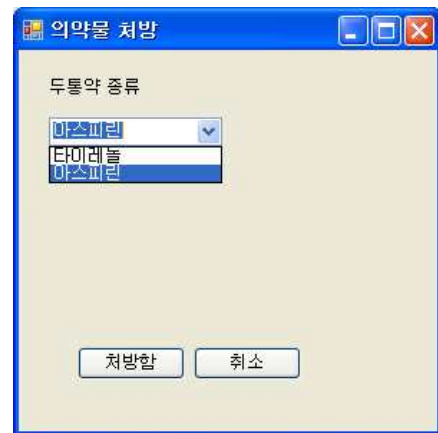 의약물 처방
두통약 종류
아스피린
타이레놀
아스피린
처방함 취소